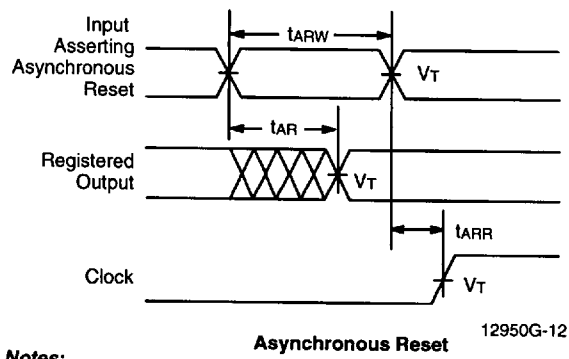 Input
Asserting
Asynchronous
Reset
tARW
VT
tAR
Registered
Output
VT
tARR
Clock
VT
12950G-12
Asynchronous Reset
Notes: